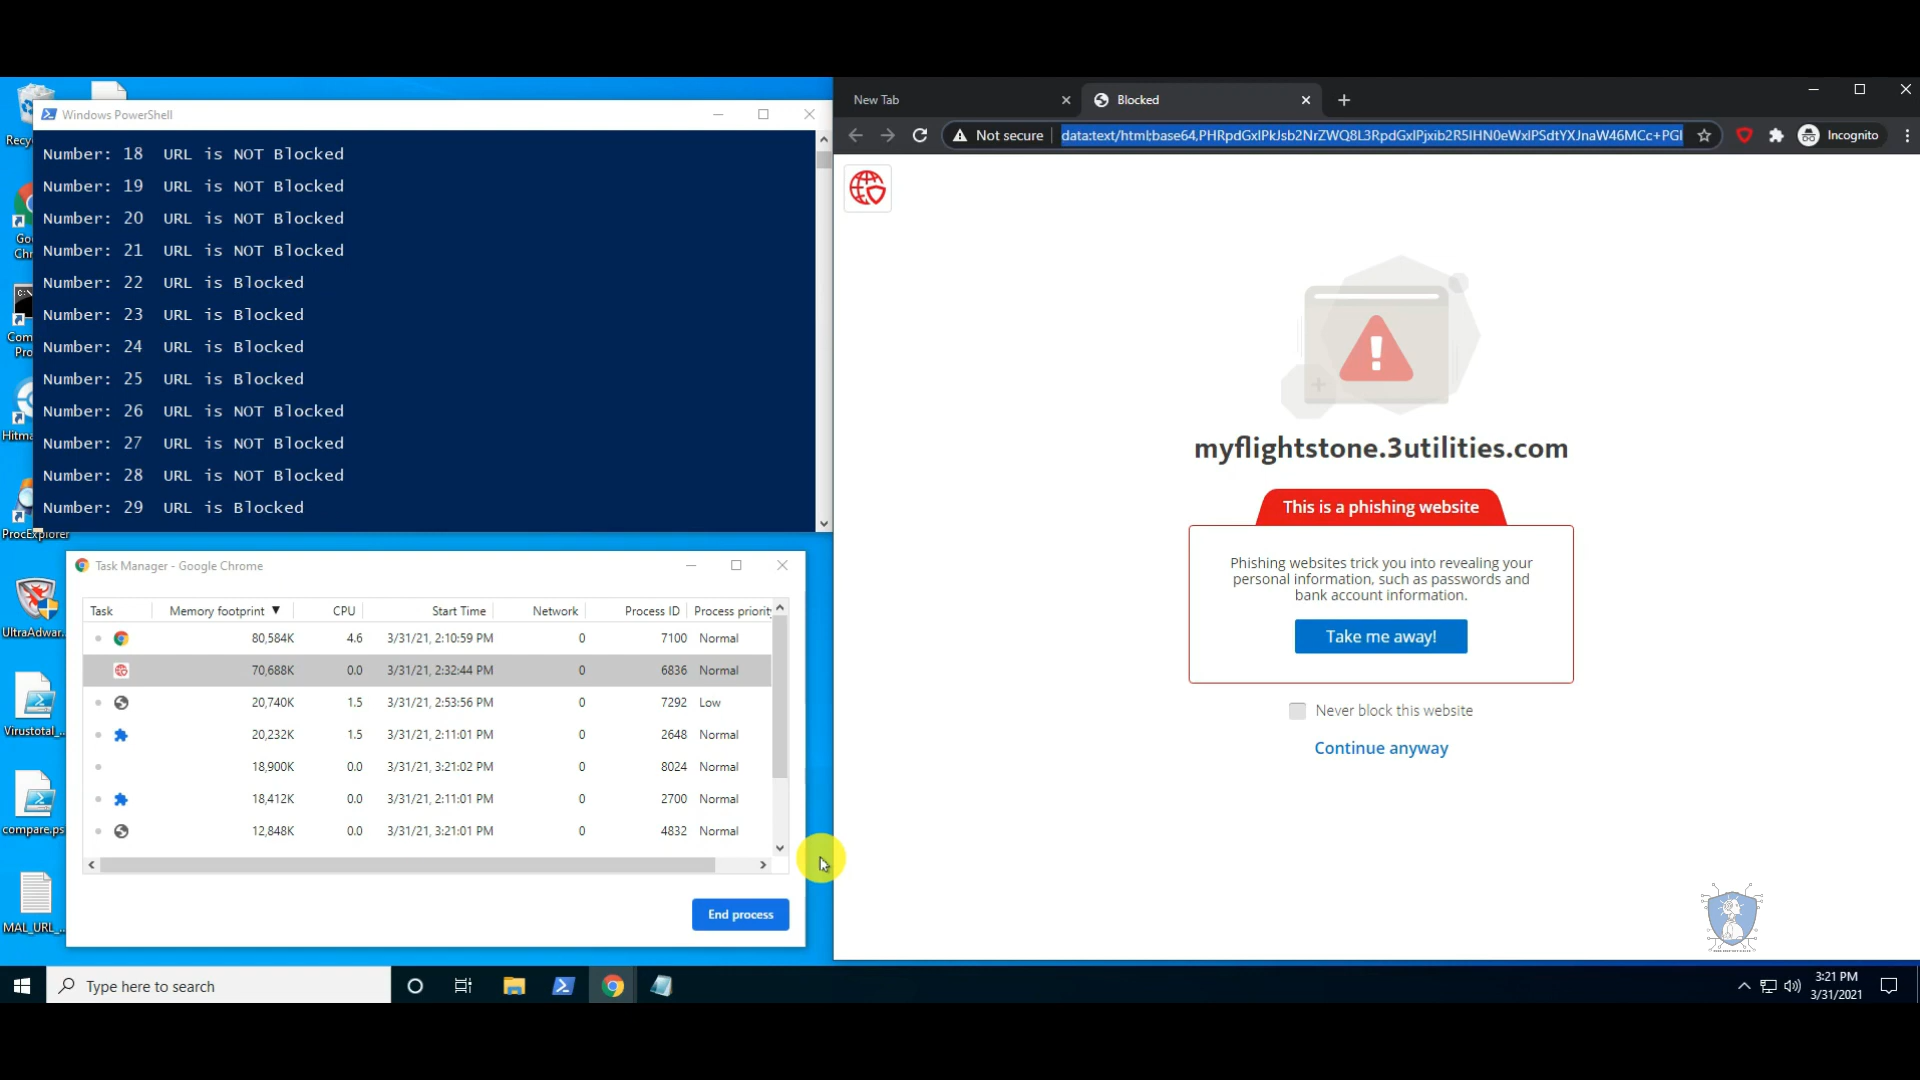 Recyc
Go
Chr
Com
Pro
Hitma
ProcExplorer
UltraAdwar...
Virustotal_...
compare.ps
MAL_URL_...
Windows PowerShell
Number: 18 URL is NOT Blocked
Number: 19 URL is NOT Blocked
Number: 20 URL is NOT Blocked
Number: 21 URL is NOT Blocked
Number: 22 URL is Blocked
Number: 23 URL is Blocked
Number: 24 URL is Blocked
Number: 25 URL is Blocked
Number: 26 URL is NOT Blocked
Number: 27 URL is NOT Blocked
Number: 28 URL is NOT Blocked
Number: 29 URL is Blocked
Task Manager - Google Chrome
Task Memory footprint CPU Start Time Network Process ID Process priority
80,584K 4.6 3/31/21, 2:10:59 PM 0 7100 Normal
70,688K 0.0 3/31/21, 2:32:44 PM 0 6836 Normal
20,740K 1.5 3/31/21, 2:53:56 PM 0 7292 Low
20,232K 1.5 3/31/21, 2:11:01 PM 0 2648 Normal
18,900K 0.0 3/31/21, 3:21:02 PM 0 8024 Normal
18,412K 0.0 3/31/21, 2:11:01 PM 0 2700 Normal
12,848K 0.0 3/31/21, 3:21:01 PM 0 4832 Normal
End process
New Tab Blocked
Not secure data:text/html;base64,PHRpdGxlPkJsb2NrZWQ8L3RpdGxlPjxib2R5IHN0eWxlPSdtYXJnaW46MCc+PGl Incognito
myflightstone.3utilities.com
This is a phishing website
Phishing websites trick you into revealing your
personal information, such as passwords and
bank account information.
Take me away!
Never block this website
Continue anyway
Type here to search
3:21 PM
3/31/2021